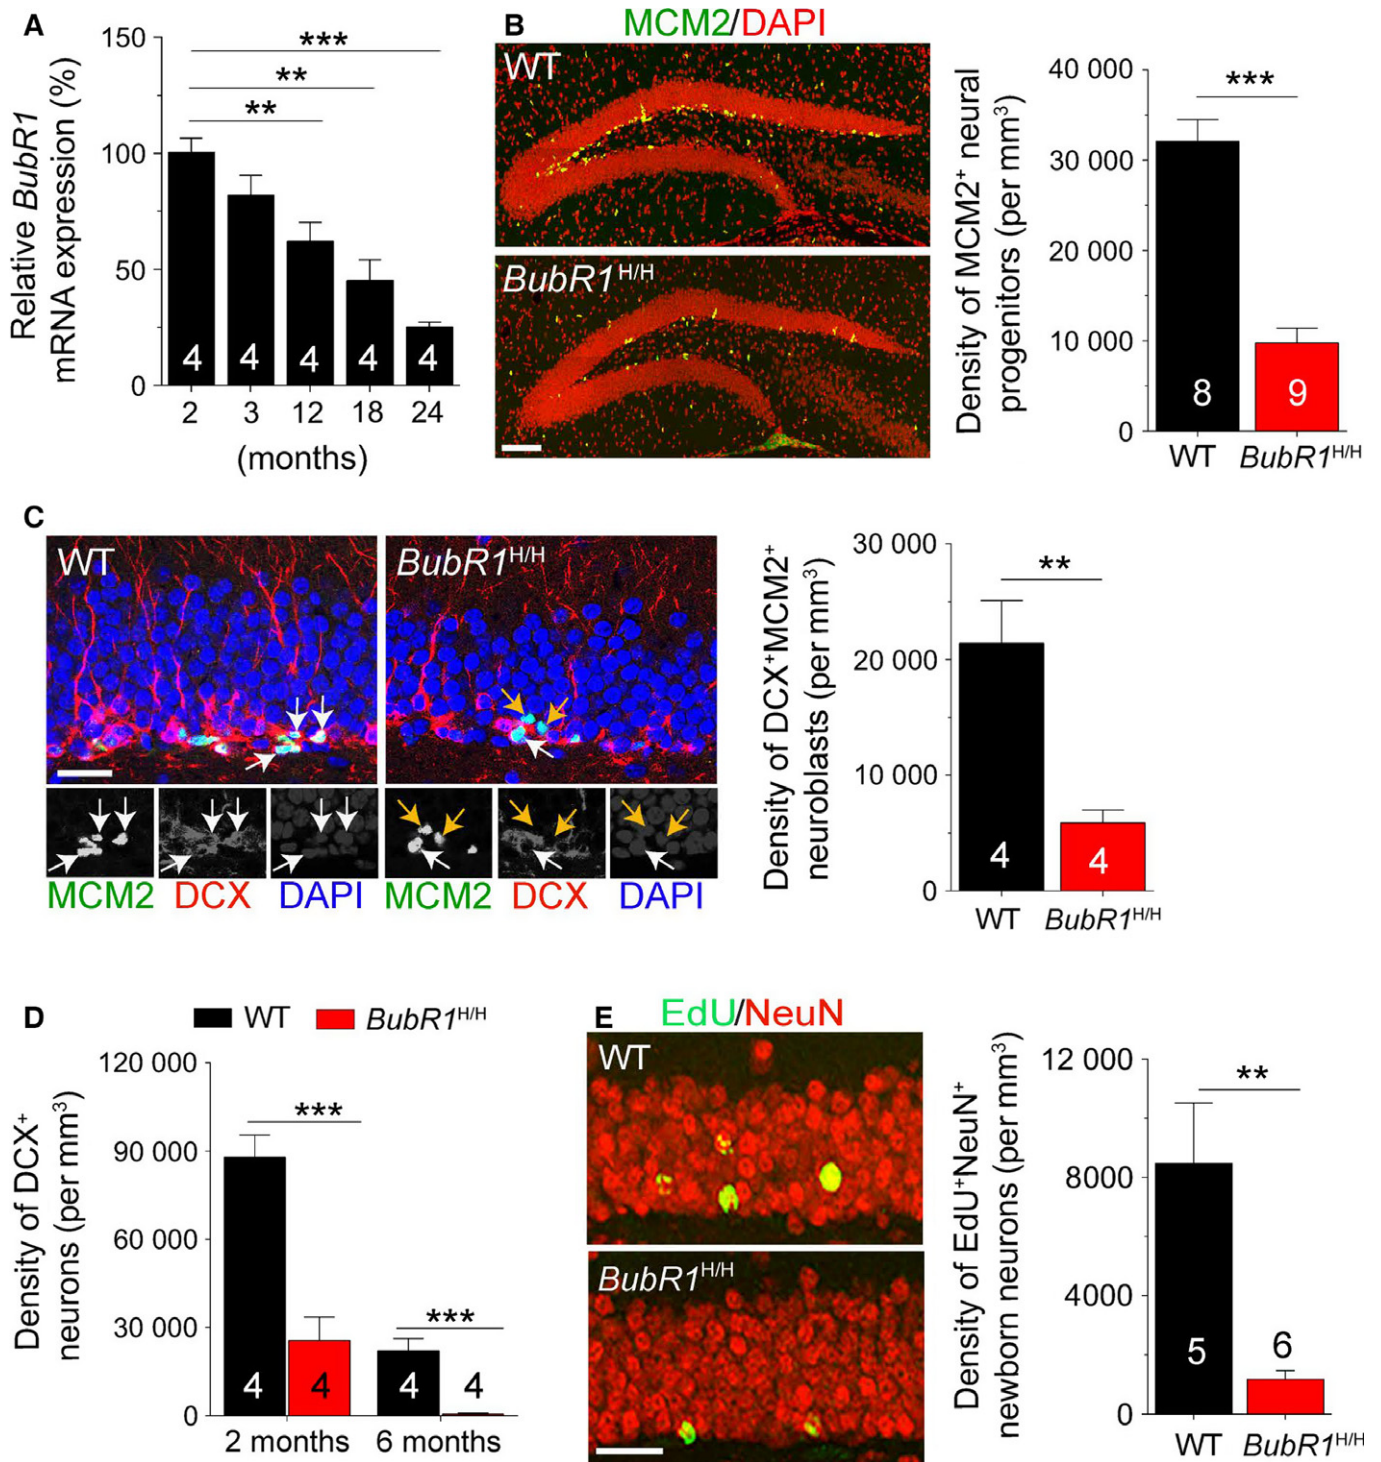 A
Relative BubR1
mRNA expression (%)
150
100
50
0
***
**
**
4 4 4 4 4
2 3 12 18 24
(months)
B
MCM2/DAPI
WT
BubR1H/H
Density of MCM2+ neural
progenitors (per mm3)
40 000
30 000
20 000
10 000
0
***
8 9
WT BubR1H/H
C
WT
BubR1H/H
MCM2 DCX DAPI MCM2 DCX DAPI
Density of DCX+MCM2+
neuroblasts (per mm3)
30 000
20 000
10 000
0
**
4 4
WT BubR1H/H
D
WT BubR1H/H
Density of DCX+
neurons (per mm3)
120 000
90 000
60 000
30 000
0
***
***
4 4 4 4
2 months 6 months
E
EdU/NeuN
WT
BubR1H/H
Density of EdU+NeuN+
newborn neurons (per mm3)
12 000
8000
4000
0
**
5 6
WT BubR1H/H